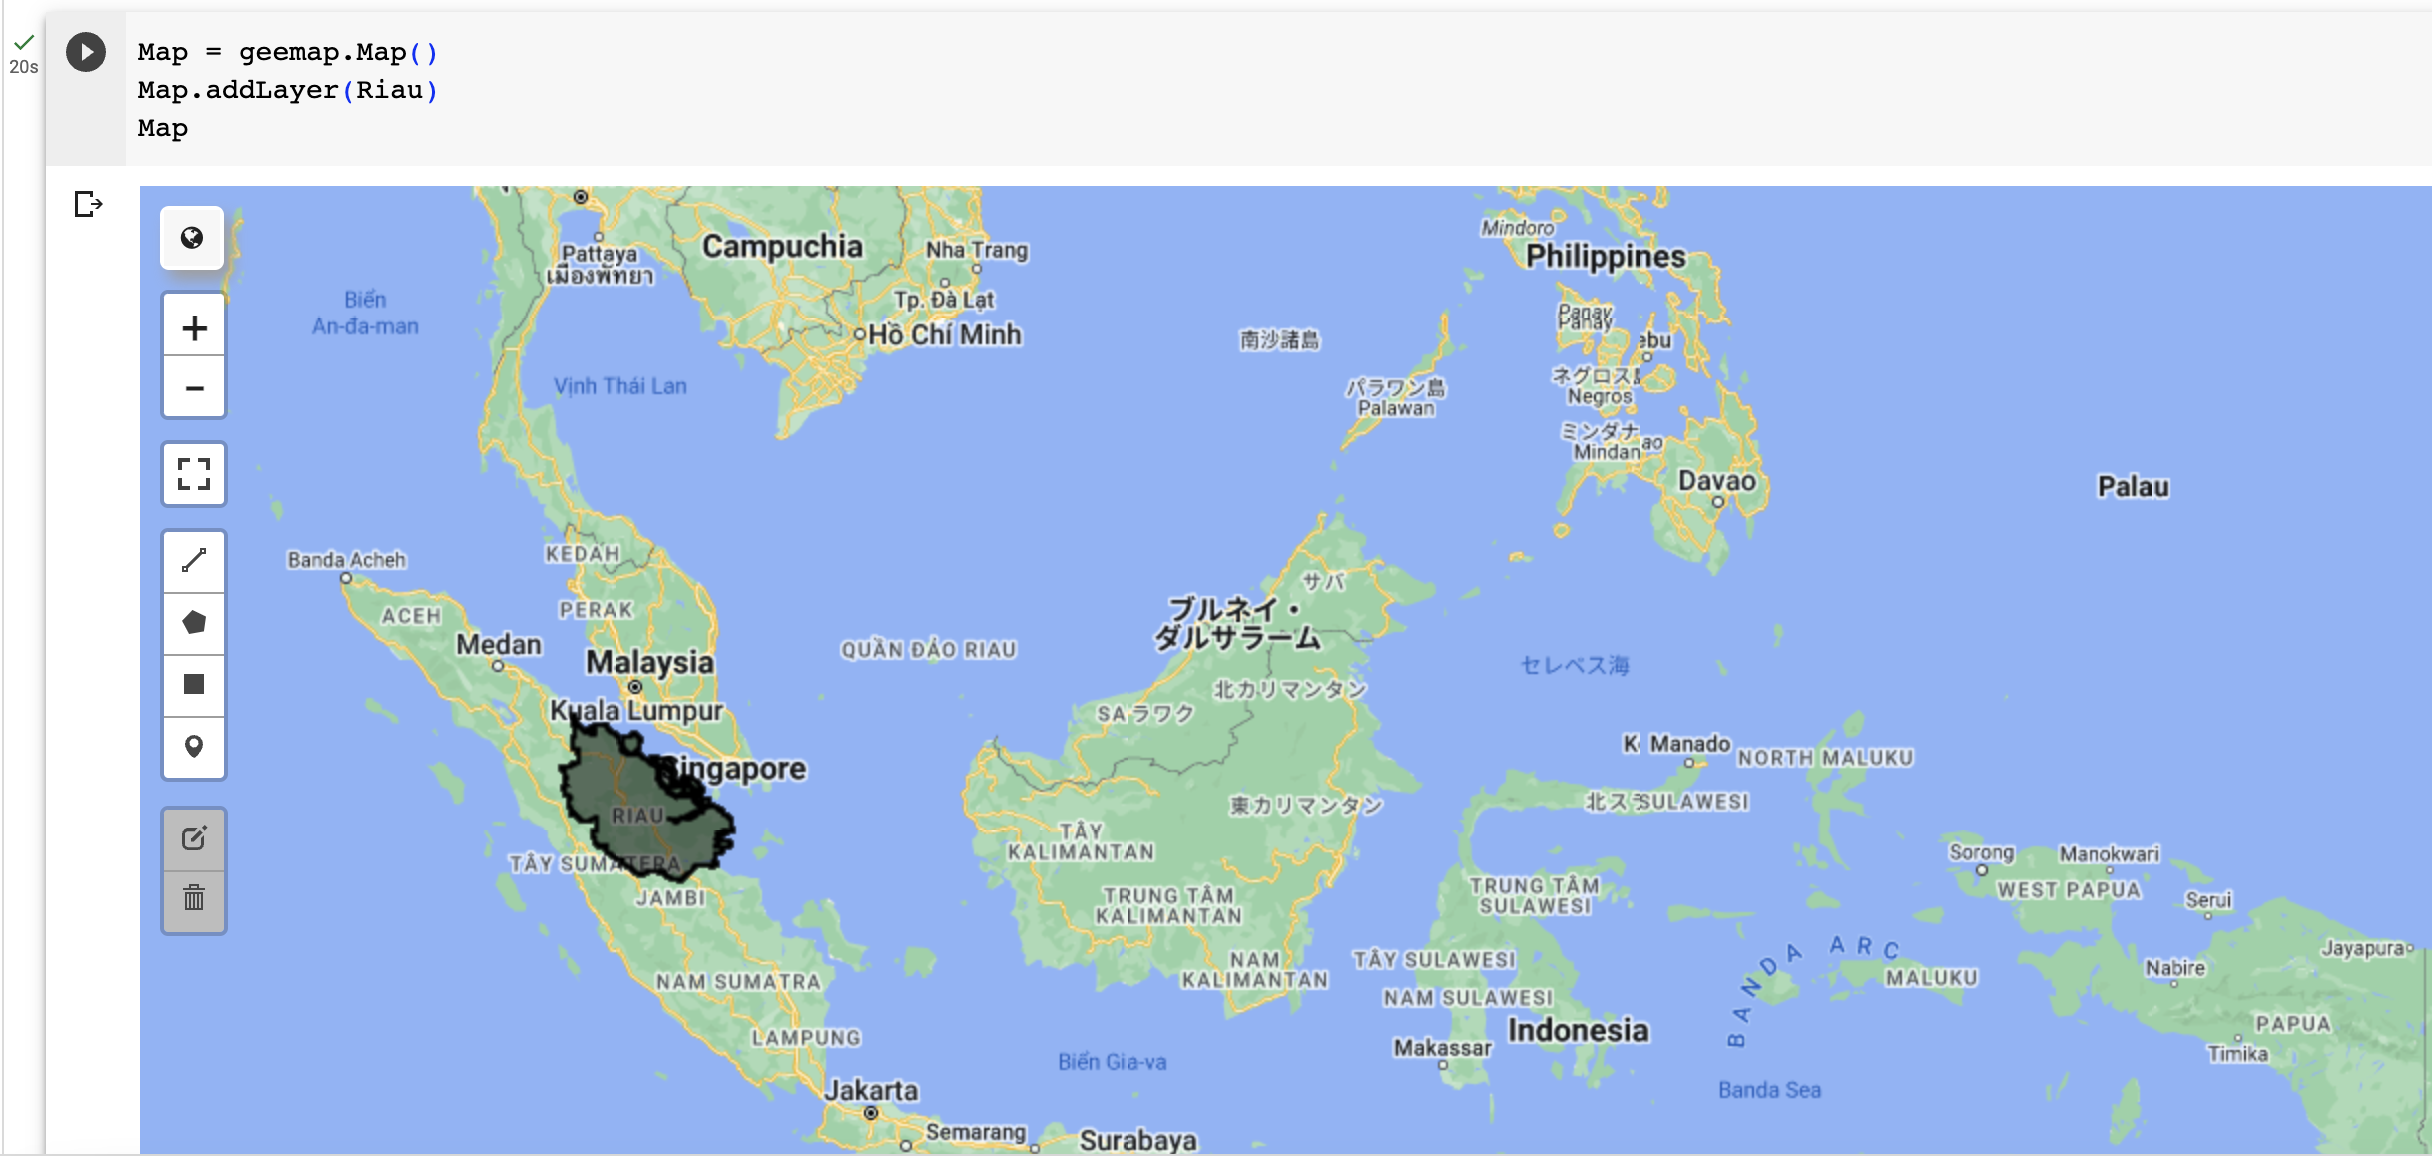 20s
Map = geemap.Map()
Map.addLayer(Riau)
Map
Pattaya
เมืองพัทยา
Campuchia
Nha Trang
Tp. Đà Lạt
Hồ Chí Minh
Biển
An-đa-man
Vịnh Thái Lan
Mindoro
Philippines
Panay
Panay
ebu
南沙諸島
パラワン島
Palawan
ネグロス
Negros
ミンダナ
Mindan
ao
Davao
Palau
Banda Acheh
KEDAH
ACEH
PERAK
Medan
Malaysia
Kuala Lumpur
Singapore
RIAU
TÂY SUMATERA
JAMBI
NAM SUMATRA
LAMPUNG
Jakarta
Semarang
Surabaya
QUẦN ĐẢO RIAU
サバ
ブルネイ・
ダルサラーム
北カリマンタン
SAラワク
東カリマンタン
TÂY
KALIMANTAN
TRUNG TÂM
KALIMANTAN
NAM
KALIMANTAN
Biển Gia-va
セレベス海
K
Manado
NORTH MALUKU
北ス
SULAWESI
TRUNG TÂM
SULAWESI
TÂY SULAWESI
NAM SULAWESI
Makassar
Indonesia
BANDA ARC
MALUKU
Banda Sea
Sorong
Manokwari
WEST PAPUA
Serui
Jayapura
Nabire
PAPUA
Timika